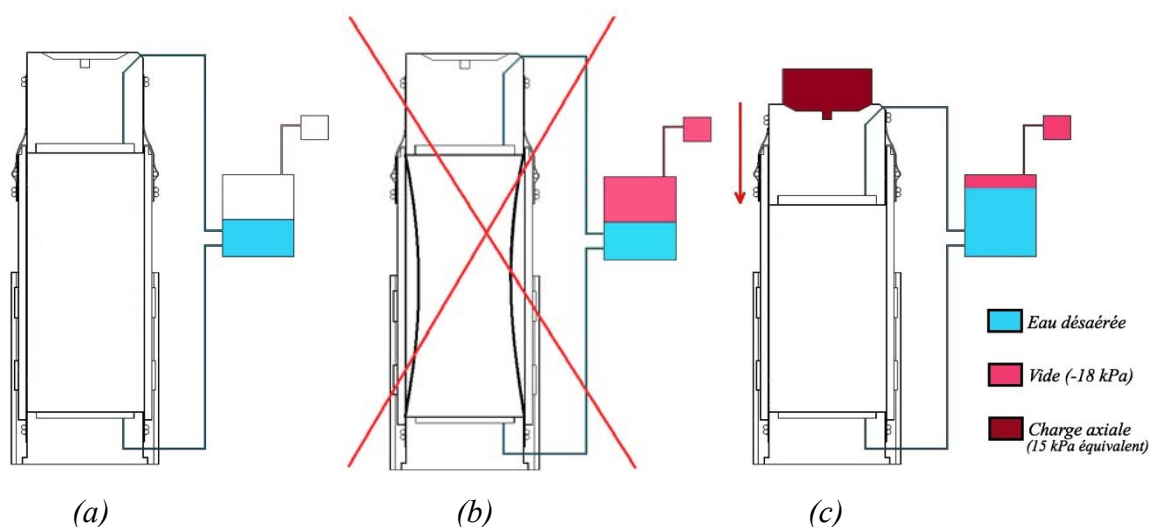 Eau désaérée
Vide (-18 kPa)
Charge axiale
(15 kPa équivalent)
(a)
(b)
(c)